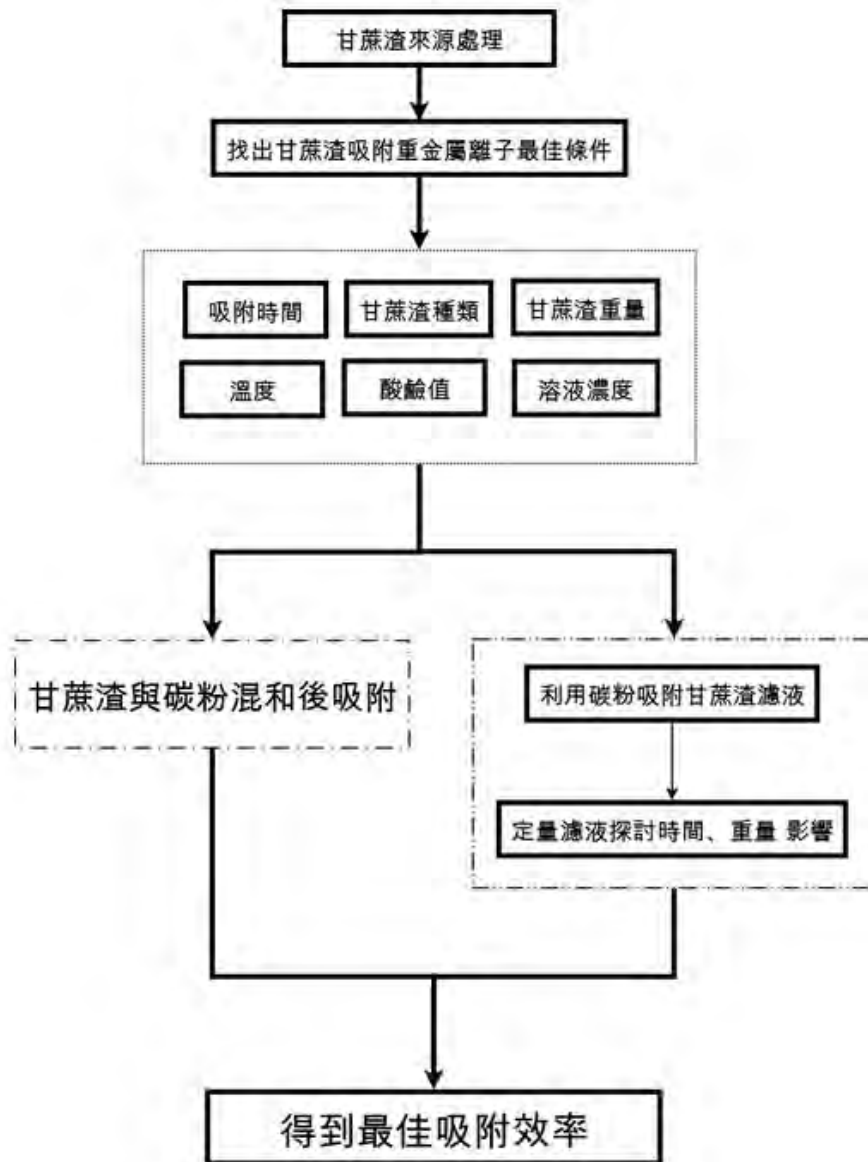 甘蔗渣來源處理
找出甘蔗渣吸附重金屬離子最佳條件
吸附時間
甘蔗渣種類
甘蔗渣重量
溫度
酸鹼值
溶液濃度
甘蔗渣與碳粉混和後吸附
利用碳粉吸附甘蔗渣濾液
定量濾液探討時間、重量 影響
得到最佳吸附效率